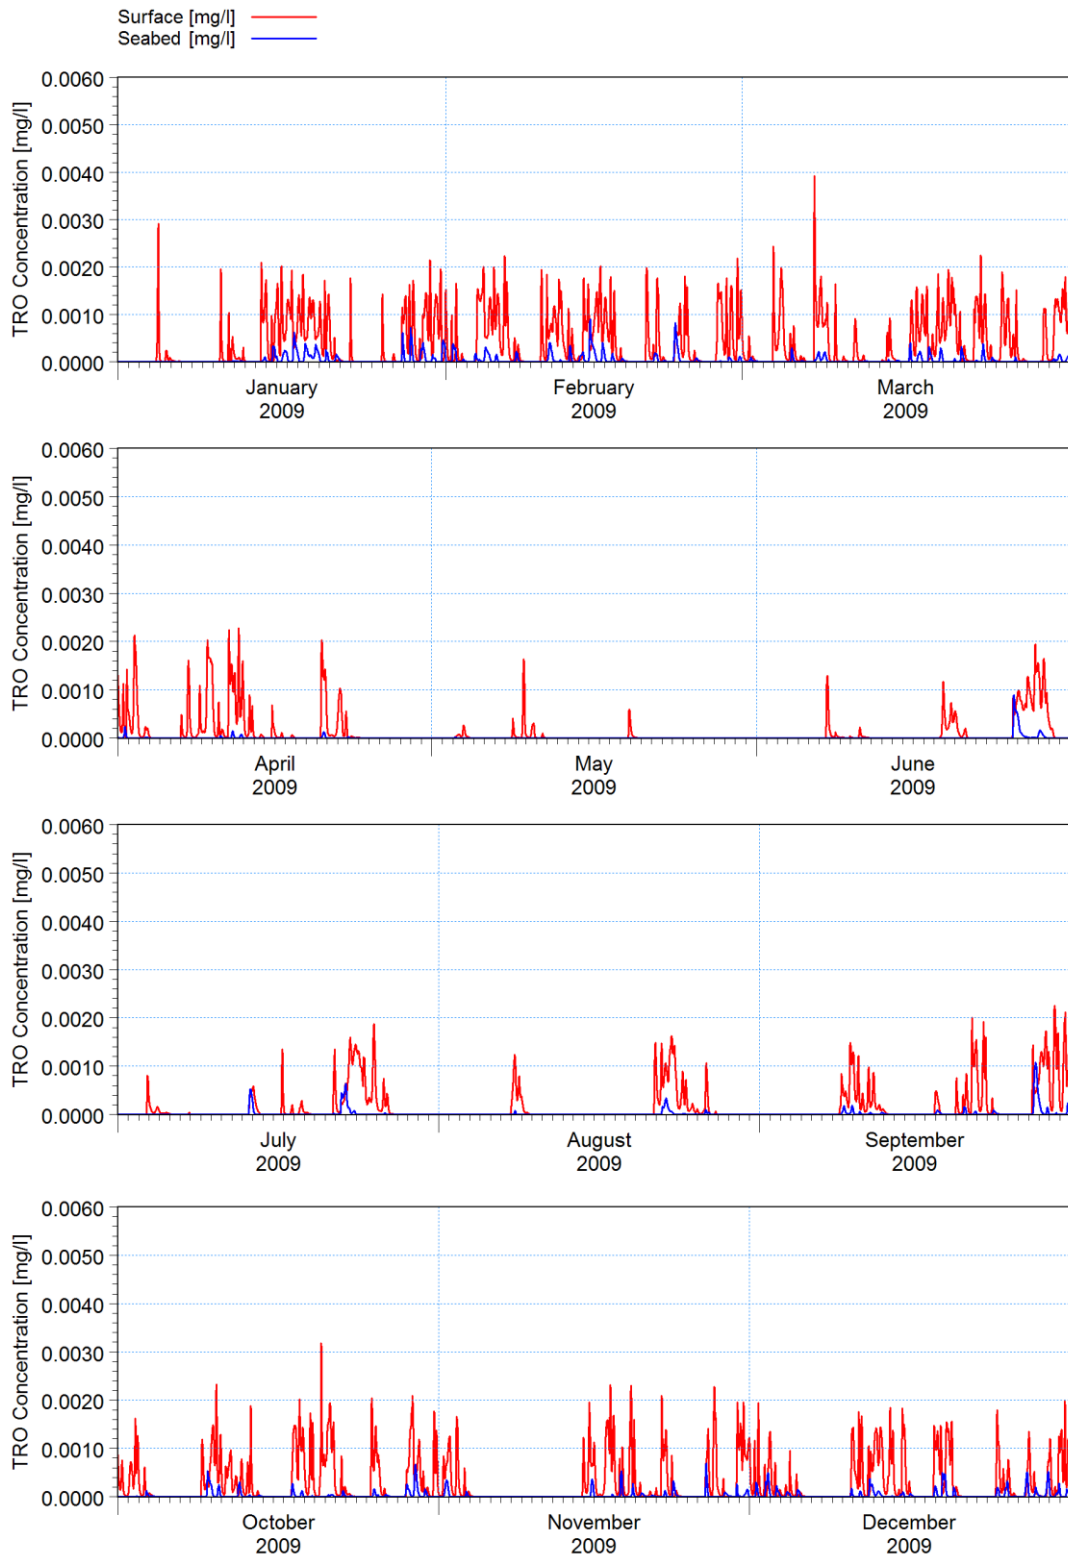 Surface [mg/l]
Seabed [mg/l]
TRO Concentration [mg/l]
0.0060
0.0050
0.0040
0.0030
0.0020
0.0010
0.0000
January February March
2009 2009 2009
TRO Concentration [mg/l]
0.0060
0.0050
0.0040
0.0030
0.0020
0.0010
0.0000
April May June
2009 2009 2009
TRO Concentration [mg/l]
0.0060
0.0050
0.0040
0.0030
0.0020
0.0010
0.0000
July August September
2009 2009 2009
TRO Concentration [mg/l]
0.0060
0.0050
0.0040
0.0030
0.0020
0.0010
0.0000
October November December
2009 2009 2009